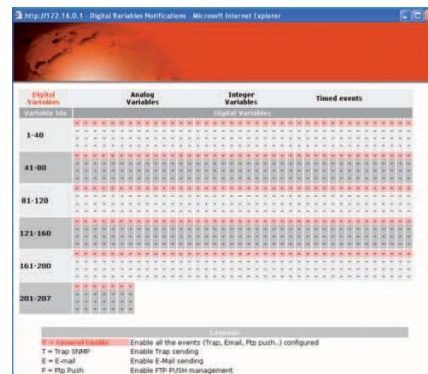 http://172.16.0.1 - Digital Variables Notifications - Microsoft Internet Explorer
Digital Variables
Analog Variables
Integer Variables
Timed events
Variable Idx
Digital Variables
1-40
41-80
81-120
121-160
161-200
201-207
Legenda
General Enable
Enable all the events (Trap, Email, Ftp push..) configured
T = Trap SNMP
Enable Trap sending
E = E-mail
Enable E-Mail sending
F = Ftp Push
Enable FTP PUSH management